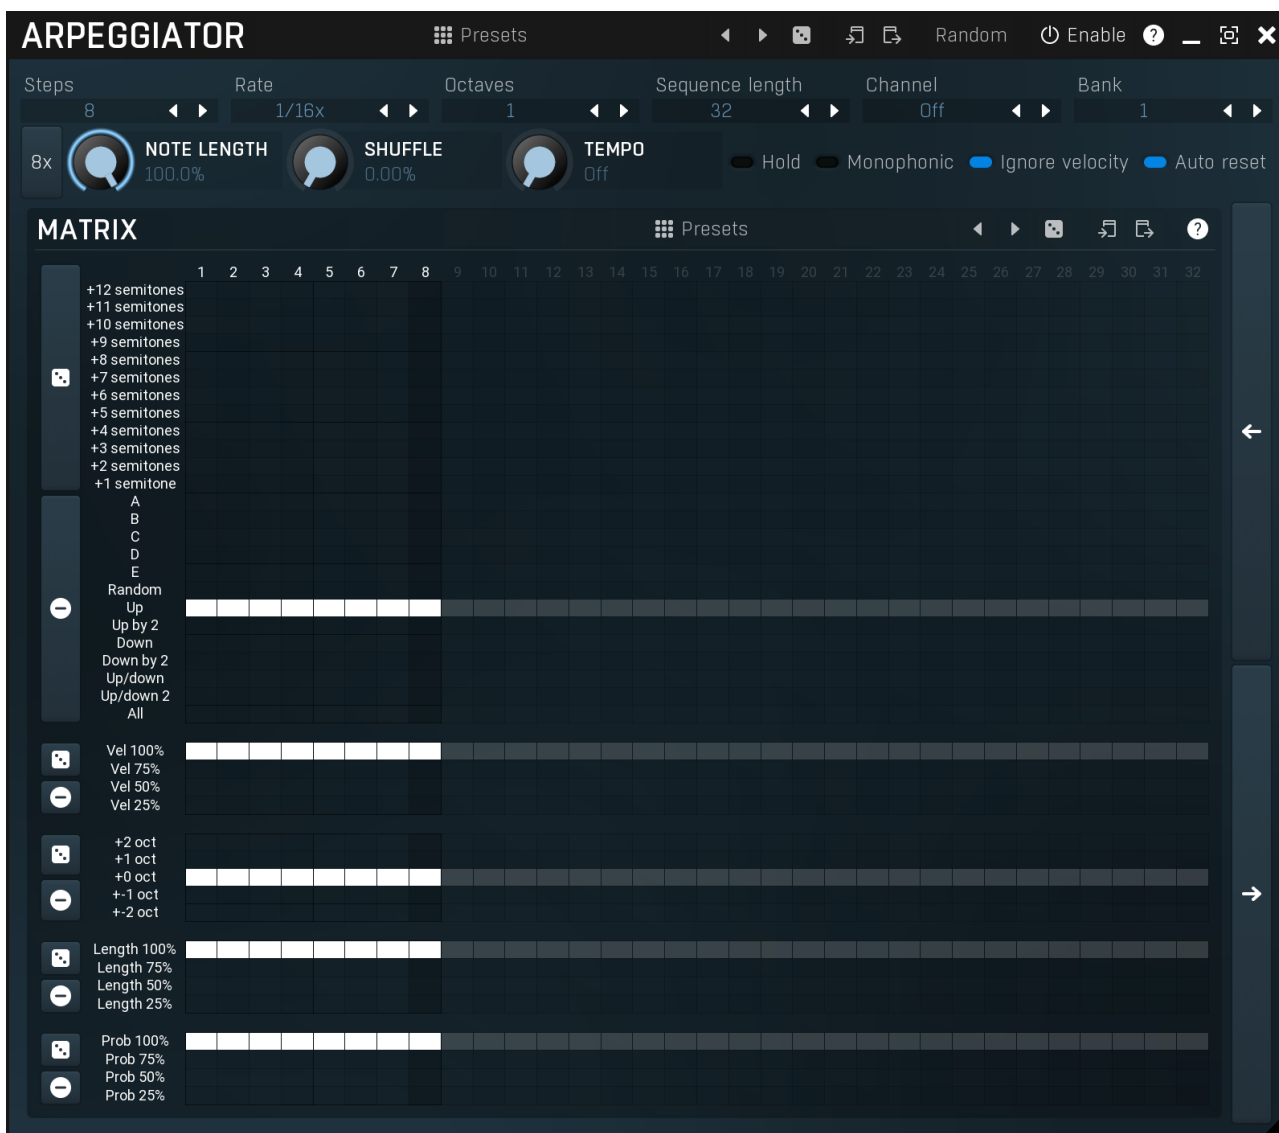 ARPEGGIATOR Presets Random Enable ?
Steps Rate Octaves Sequence length Channel Bank
8 1/16x 1 32 Off 1
8x NOTE LENGTH 100.0% SHUFFLE 0.00% TEMPO Off Hold Monophonic Ignore velocity Auto reset
MATRIX Presets ?
1 2 3 4 5 6 7 8 9 10 11 12 13 14 15 16 17 18 19 20 21 22 23 24 25 26 27 28 29 30 31 32
+12 semitones
+11 semitones
+10 semitones
+9 semitones
+8 semitones
+7 semitones
+6 semitones
+5 semitones
+4 semitones
+3 semitones
+2 semitones
+1 semitone
A
B
C
D
E
Random
Up
Up by 2
Down
Down by 2
Up/down
Up/down 2
All
Vel 100%
Vel 75%
Vel 50%
Vel 25%
+2 oct
+1 oct
+0 oct
+-1 oct
+-2 oct
Length 100%
Length 75%
Length 50%
Length 25%
Prob 100%
Prob 75%
Prob 50%
Prob 25%